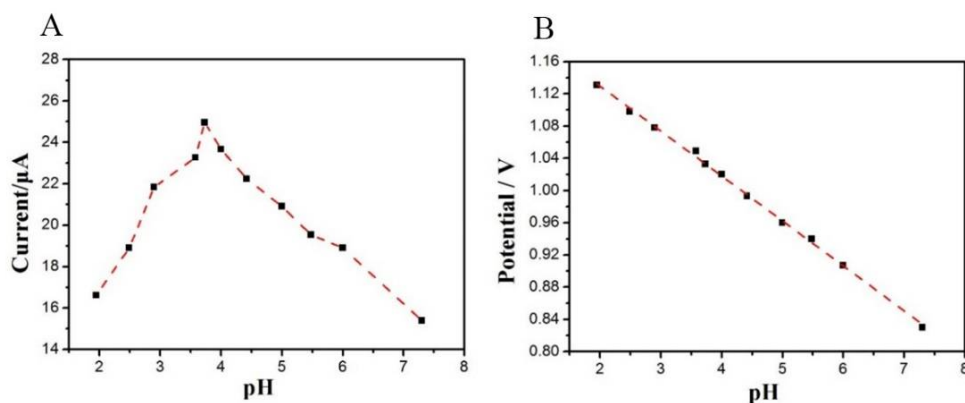 A
Current/μA
28
26
24
22
20
18
16
14
2 3 4 5 6 7 8
pH
B
Potential / V
1.16
1.12
1.08
1.04
1.00
0.96
0.92
0.88
0.84
0.80
2 3 4 5 6 7 8
pH